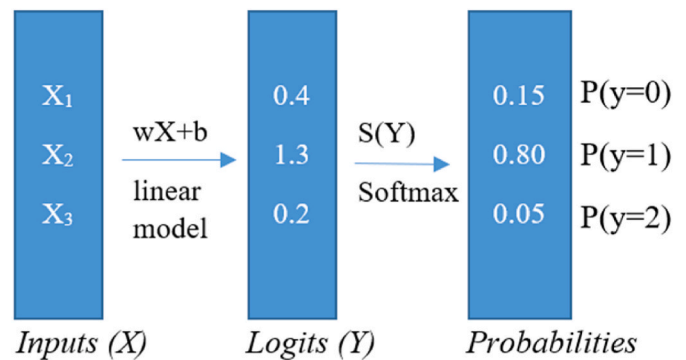 X₁
X₂
X₃
wX+b
linear
model
0.4
1.3
0.2
S(Y)
Softmax
0.15
0.80
0.05
P(y=0)
P(y=1)
P(y=2)
Inputs (X)
Logits (Y)
Probabilities